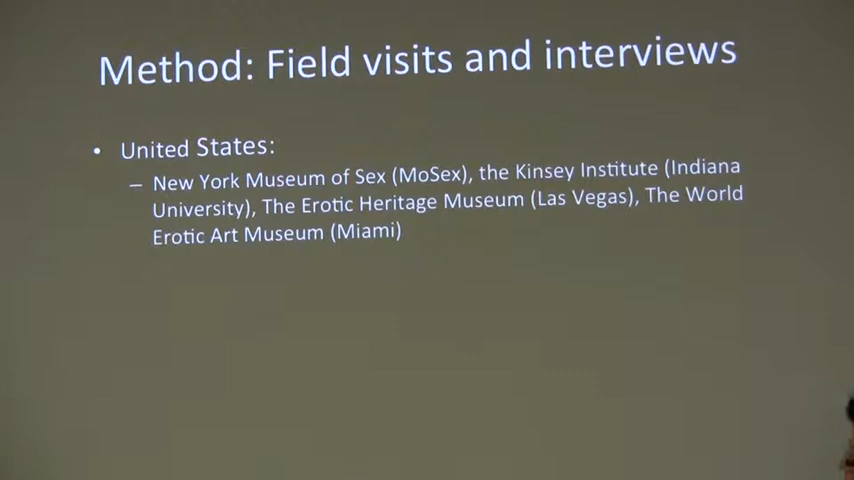 Method: Field visits and interviews
• United States:
– New York Museum of Sex (MoSex), the Kinsey Institute (Indiana
University), The Erotic Heritage Museum (Las Vegas), The World
Erotic Art Museum (Miami)